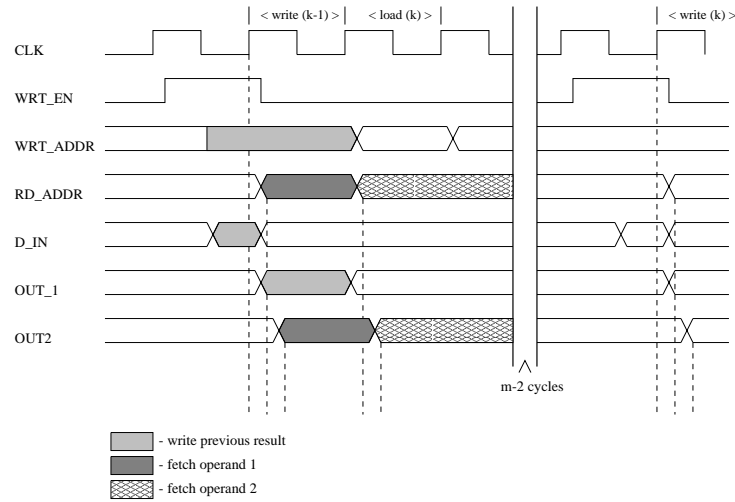 < write (k-1) > < load (k) > < write (k) >
CLK
WRT_EN
WRT_ADDR
RD_ADDR
D_IN
OUT_1
OUT2
m-2 cycles
- write previous result
- fetch operand 1
- fetch operand 2